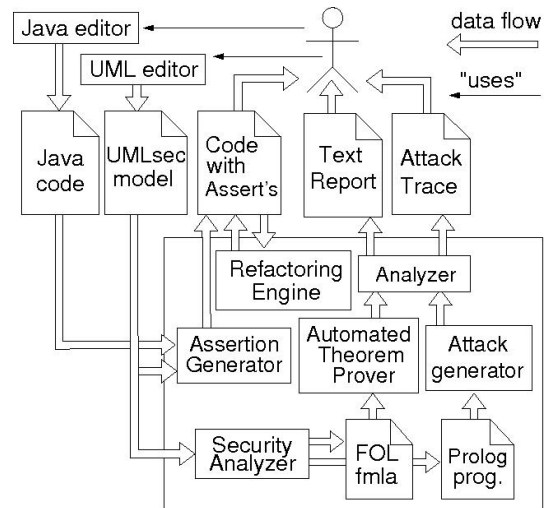 Java editor
data flow
UML editor
"uses"
Java
code
UMLsec
model
Code
with
Assert's
Text
Report
Attack
Trace
Refactoring
Engine
Analyzer
Assertion
Generator
Automated
Theorem
Prover
Attack
generator
Security
Analyzer
FOL
fmla
Prolog
prog.